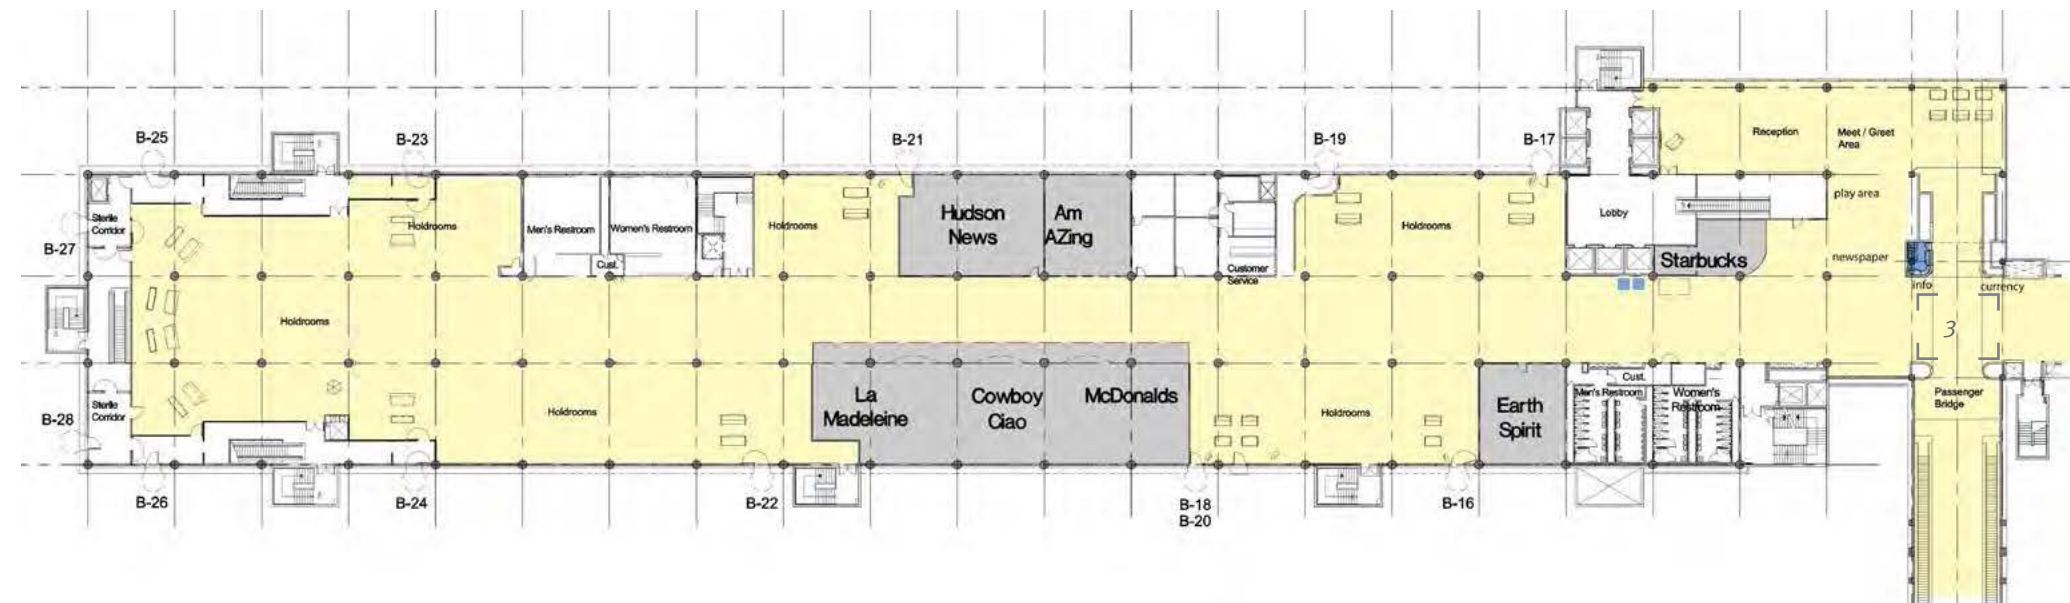 B-25
B-23
B-21
B-19
B-17
Reception
Meet / Greet
Area
play area
Sterile
Corridor
Holdrooms
Men's Restroom
Women's Restroom
Cust.
Holdrooms
Hudson
News
Am
AZing
Customer
Service
Holdrooms
Lobby
Starbucks
newspaper
info
currency
B-27
Holdrooms
3
Sterile
Corridor
Holdrooms
La
Madeleine
Cowboy
Ciao
McDonalds
Holdrooms
Earth
Spirit
Cust.
Men's Restroom
Women's
Restroom
Passenger
Bridge
B-28
B-26
B-24
B-22
B-18
B-20
B-16